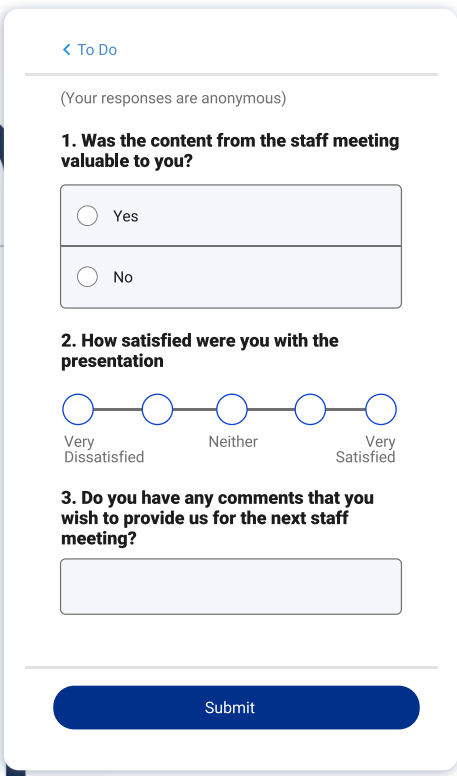 To Do
(Your responses are anonymous)
1. Was the content from the staff meeting
valuable to you?
Yes
No
2. How satisfied were you with the
presentation
Very
Dissatisfied
Neither
Very
Satisfied
3. Do you have any comments that you
wish to provide us for the next staff
meeting?
Submit